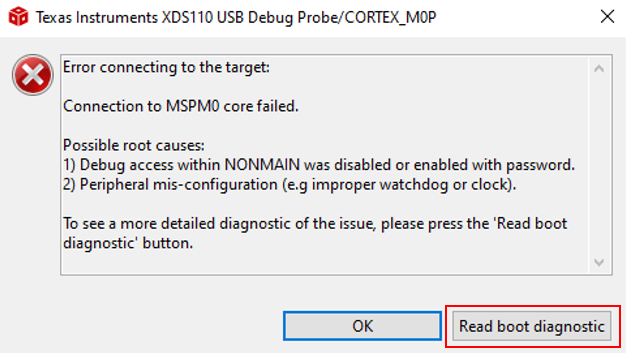 Texas Instruments XDS110 USB Debug Probe/CORTEX_M0P
Error connecting to the target:
Connection to MSPM0 core failed.
Possible root causes:
1) Debug access within NONMAIN was disabled or enabled with password.
2) Peripheral mis-configuration (e.g improper watchdog or clock).
To see a more detailed diagnostic of the issue, please press the 'Read boot
diagnostic' button.
OK
Read boot diagnostic